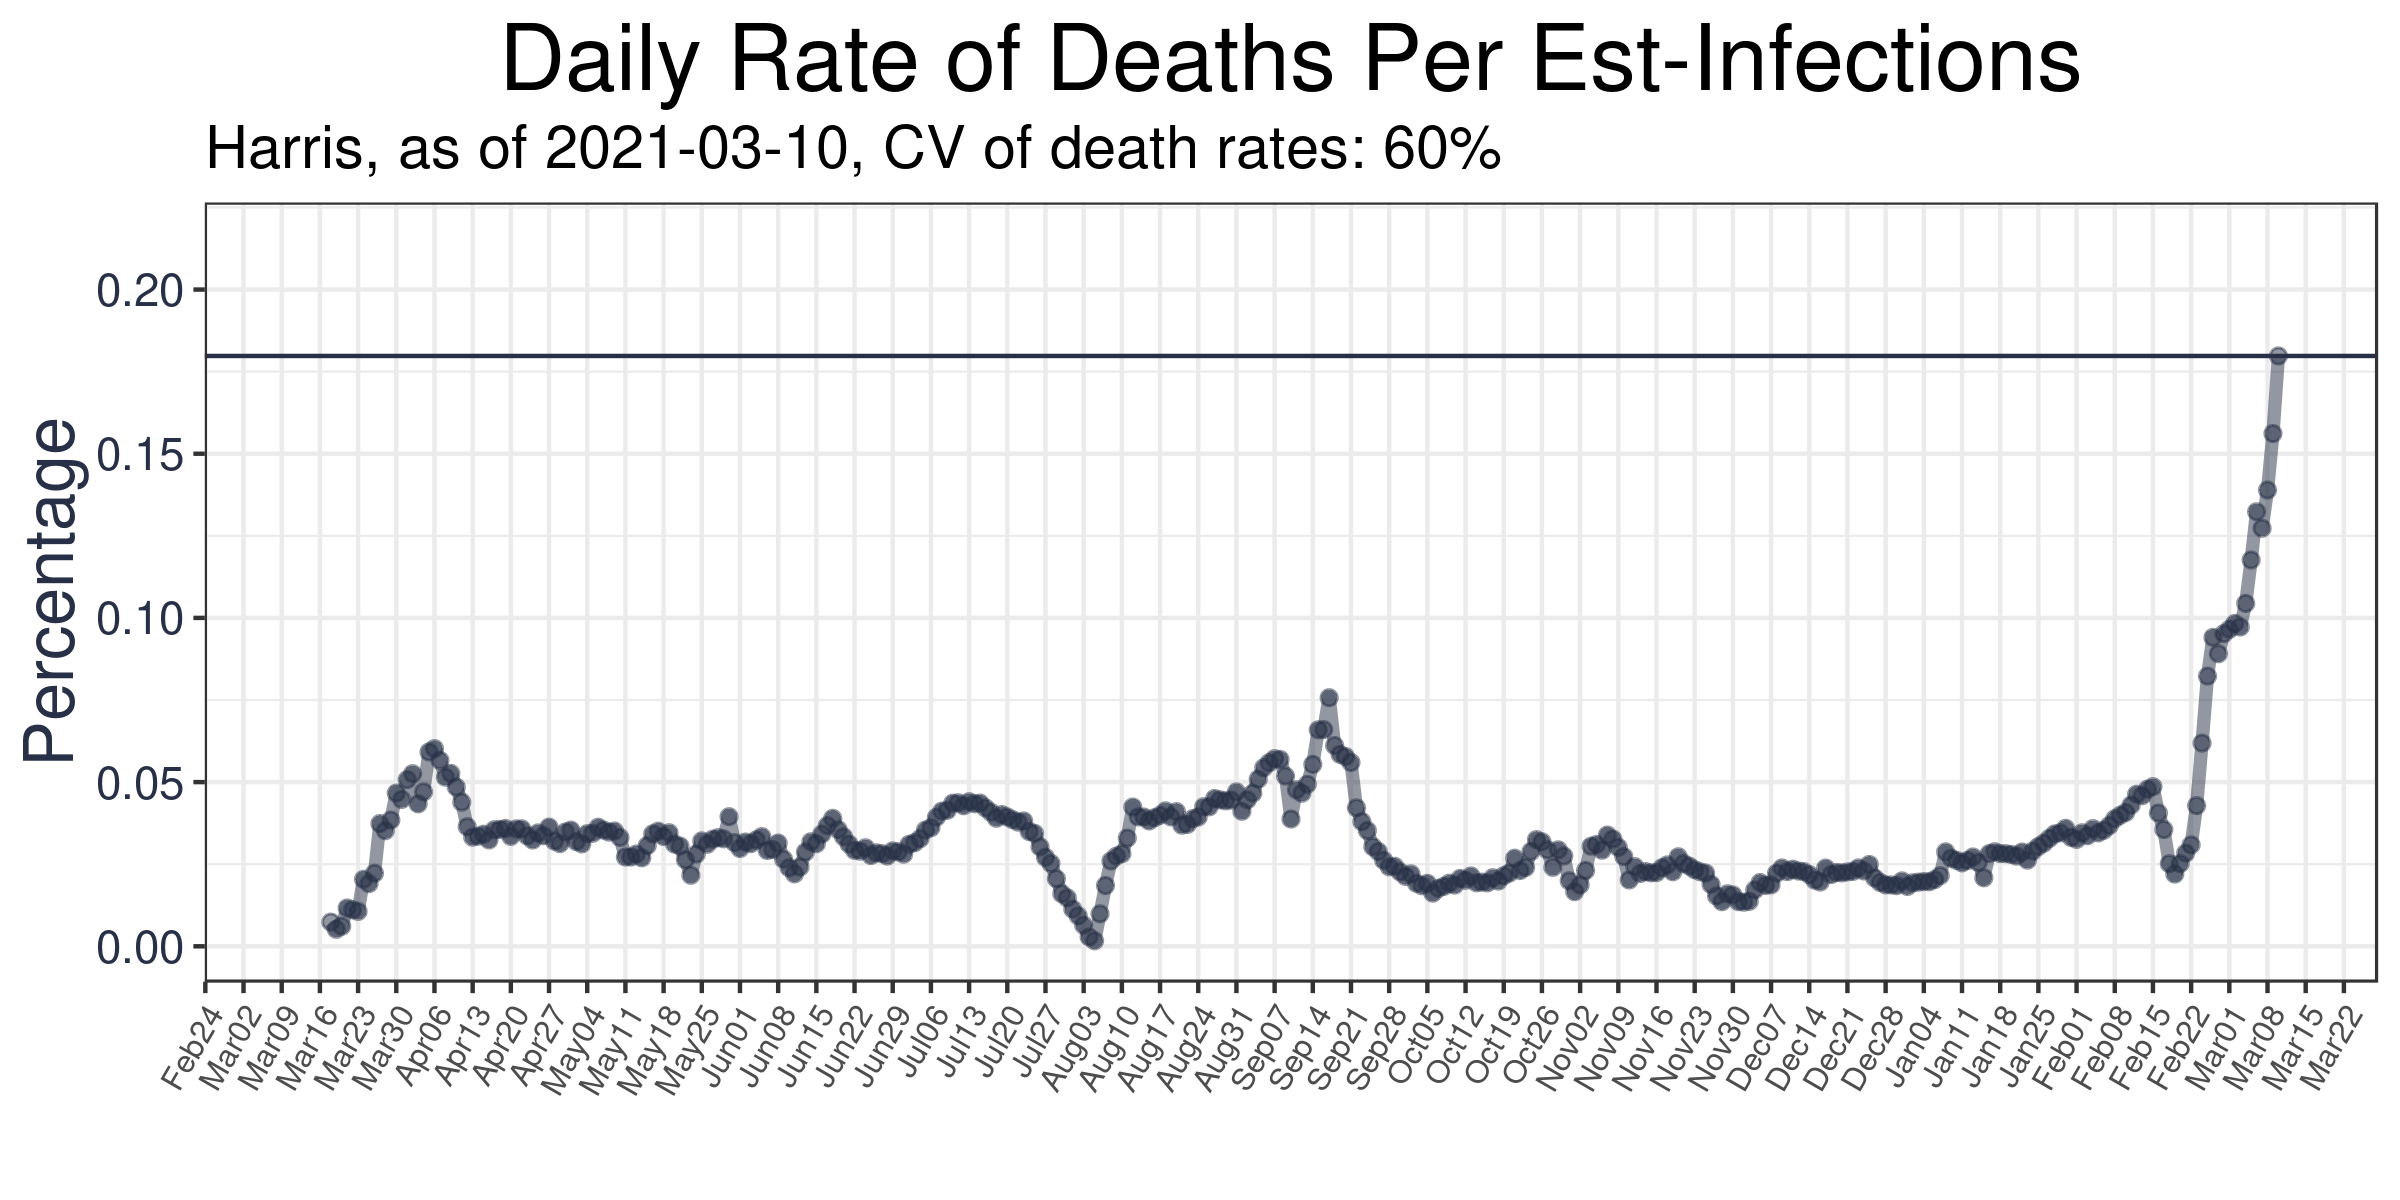 Daily Rate of Deaths Per Est-Infections
Harris, as of 2021-03-10, CV of death rates: 60%
Percentage
0.20
0.15
0.10
0.05
0.00
Feb24
Mar02
Mar09
Mar16
Mar23
Mar30
Apr06
Apr13
Apr20
Apr27
May04
May11
May18
May25
Jun01
Jun08
Jun15
Jun22
Jun29
Jul06
Jul13
Jul20
Jul27
Aug03
Aug10
Aug17
Aug24
Aug31
Sep07
Sep14
Sep21
Sep28
Oct05
Oct12
Oct19
Oct26
Nov02
Nov09
Nov16
Nov23
Nov30
Dec07
Dec14
Dec21
Dec28
Jan04
Jan11
Jan18
Jan25
Feb01
Feb08
Feb15
Feb22
Mar01
Mar08
Mar15
Mar22